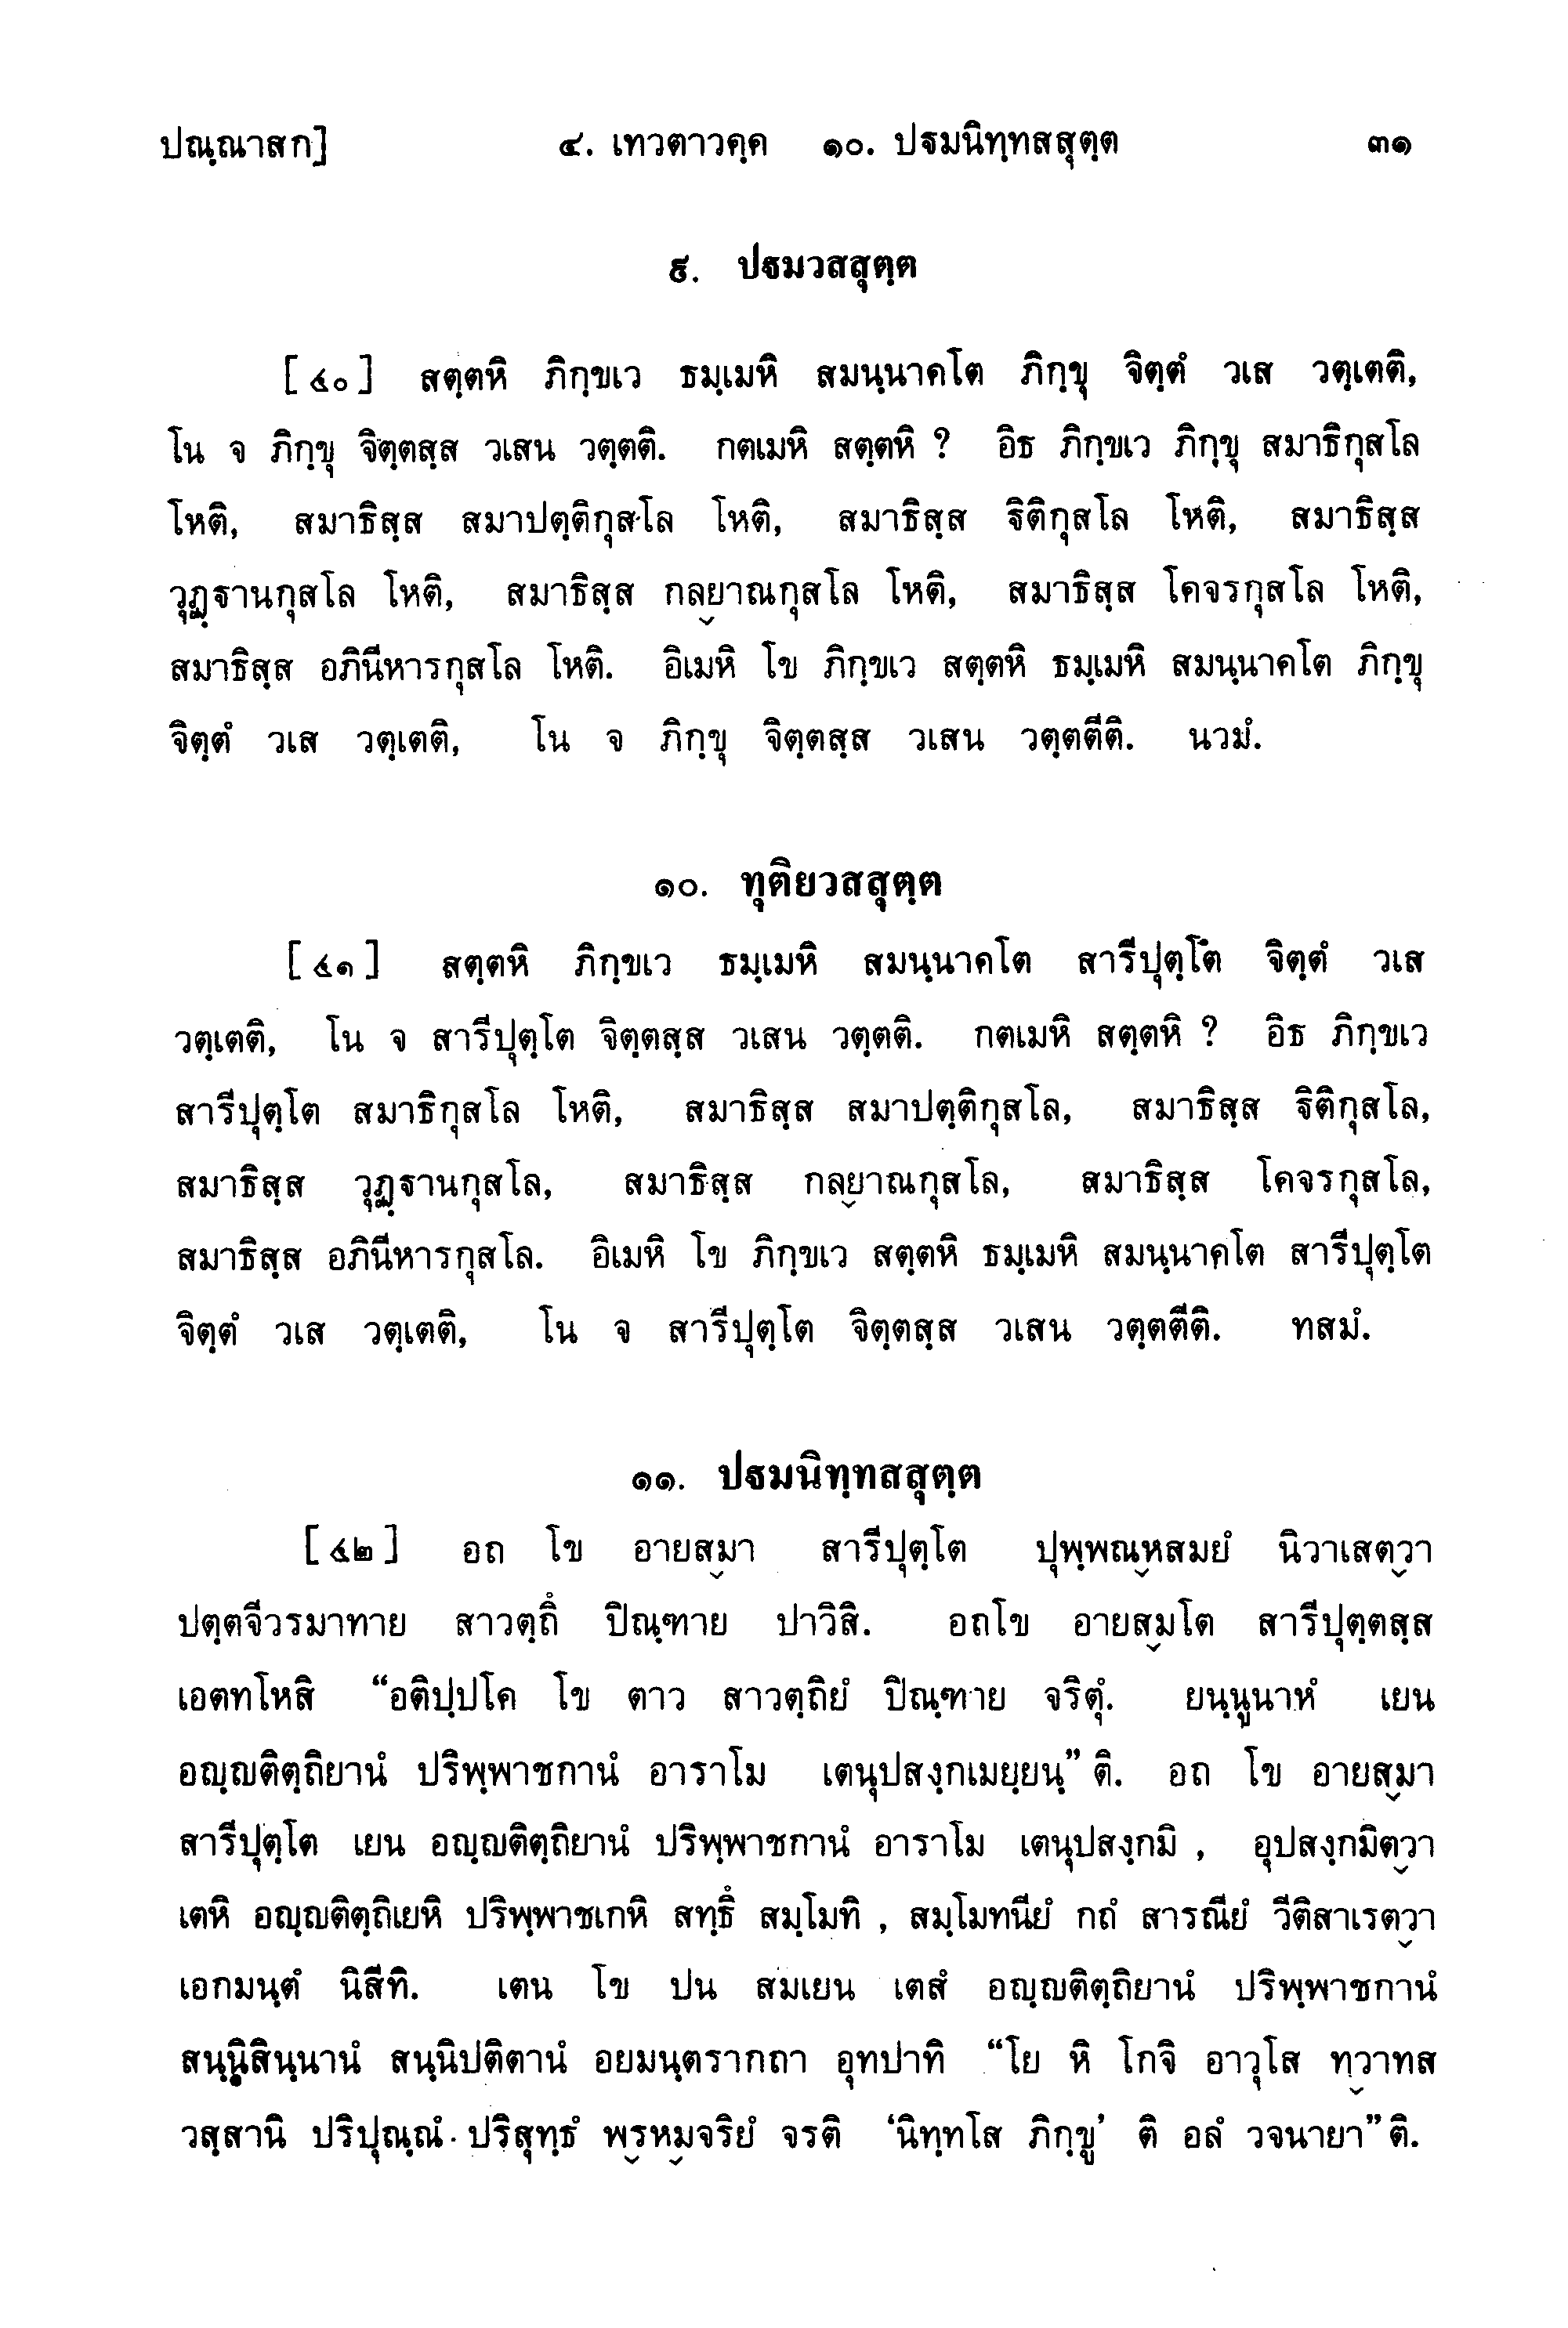 ปณฺณาสก]	๔. เทวตาวคฺค ๑๐. ปฐมนิทฺทสสุตฺต	๓๑
๙. ปฐมวสสุตฺต
[๔๐] สตฺตหิ ภิกฺขเว ธมฺเมหิ สมนฺนาคโต ภิกฺขุ จิตฺตํ วเส วตฺเตติ,
โน จ ภิกฺขุ จิตฺตสฺส วเสน วตฺตติ. กตเมหิ สตฺตหิ ? อิธ ภิกฺขเว ภิกฺขุ สมาธิกุสโล
โหติ, สมาธิสฺส สมาปตฺติกุสโล โหติ, สมาธิสฺส ฐิติกุสโล โหติ, สมาธิสฺส
วุฏฺฐานกุสโล โหติ, สมาธิสฺส กลฺยาณกุสโล โหติ, สมาธิสฺส โคจรกุสโล โหติ,
สมาธิสฺส อภินีหารกุสโล โหติ. อิเมหิ โข ภิกฺขเว สตฺตหิ ธมฺเมหิ สมนฺนาคโต ภิกฺขุ
จิตฺตํ วเส วตฺเตติ, โน จ ภิกฺขุ จิตฺตสฺส วเสน วตฺตตีติ. นวมํ.
๑๐. ทุติยวสสุตฺต
[๔๑] สตฺตหิ ภิกฺขเว ธมฺเมหิ สมนฺนาคโต สารีปุตฺโต จิตฺตํ วเส
วตฺเตติ, โน จ สารีปุตฺโต จิตฺตสฺส วเสน วตฺตติ. กตเมหิ สตฺตหิ ? อิธ ภิกฺขเว
สารีปุตฺโต สมาธิกุสโล โหติ, สมาธิสฺส สมาปตฺติกุสโล, สมาธิสฺส ฐิติกุสโล,
สมาธิสฺส วุฏฺฐานกุสโล, สมาธิสฺส กลฺยาณกุสโล, สมาธิสฺส โคจรกุสโล,
สมาธิสฺส อภินีหารกุสโล. อิเมหิ โข ภิกฺขเว สตฺตหิ ธมฺเมหิ สมนฺนาคโต สารีปุตฺโต
จิตฺตํ วเส วตฺเตติ, โน จ สารีปุตฺโต จิตฺตสฺส วเสน วตฺตตีติ. ทสมํ.
๑๑. ปฐมนิทฺทสสุตฺต
[๔๒] อถ โข อายสฺมา สารีปุตฺโต ปุพฺพณฺหสมยํ นิวาเสตฺวา
ปตฺตจีวรมาทาย สาวตฺถึ ปิณฺฑาย ปาวิสิ. อถโข อายสฺมโต สารีปุตฺตสฺส
เอตทโหสิ “อติปฺปโค โข ตาว สาวตฺถิยํ ปิณฺฑาย จริตุํ. ยนฺนูนาหํ เยน
อญฺญติตฺถิยานํ ปริพฺพาชกานํ อาราโม เตนุปสงฺกเมยฺยนฺ” ติ. อถ โข อายสฺมา
สารีปุตฺโต เยน อญฺญติตฺถิยานํ ปริพฺพาชกานํ อาราโม เตนุปสงฺกมิ , อุปสงฺกมิตฺวา
เตหิ อญฺญติตฺถิเยหิ ปริพฺพาชเกหิ สทฺธึ สมฺโมทิ , สมฺโมทนียํ กถํ สารณียํ วีติสาเรตฺวา
เอกมนฺตํ นิสีทิ. เตน โข ปน สมเยน เตสํ อญฺญติตฺถิยานํ ปริพฺพาชกานํ
สนฺนิสินฺนานํ สนฺนิปติตานํ อยมนฺตรากถา อุทปาทิ “โย หิ โกจิ อาวุโส ทฺวาทส
วสฺสานิ ปริปุณฺณํ ปริสุทฺธํ พฺรหฺมจริยํ จรติ ‘นิทฺทโส ภิกฺขู’ ติ อลํ วจนายา” ติ.